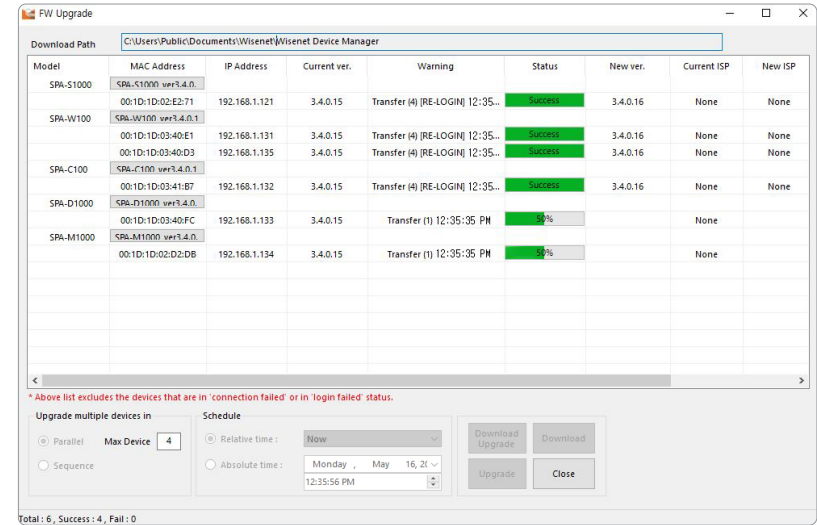 FW Upgrade
Download Path C:\Users\Public\Documents\Wisenet\Wisenet Device Manager
Model MAC Address IP Address Current ver. Warning Status New ver. Current ISP New ISP
SPA-S1000 SPA-S1000 ver3.4.0.
00:1D:1D:02:E2:71 192.168.1.121 3.4.0.15 Transfer (4) [RE-LOGIN] 12:35... Success 3.4.0.16 None None
SPA-W100 SPA-W100 ver3.4.0.1
00:1D:1D:03:40:E1 192.168.1.131 3.4.0.15 Transfer (4) [RE-LOGIN] 12:35... Success 3.4.0.16 None None
00:1D:1D:03:40:D3 192.168.1.135 3.4.0.15 Transfer (4) [RE-LOGIN] 12:35... Success 3.4.0.16 None None
SPA-C100 SPA-C100 ver3.4.0.1
00:1D:1D:03:41:B7 192.168.1.132 3.4.0.15 Transfer (4) [RE-LOGIN] 12:35... Success 3.4.0.16 None None
SPA-D1000 SPA-D1000 ver3.4.0.
00:1D:1D:03:40:FC 192.168.1.133 3.4.0.15 Transfer (1) 12:35:35 PM 50% None
SPA-M1000 SPA-M1000 ver3.4.0.
00:1D:1D:02:D2:DB 192.168.1.134 3.4.0.15 Transfer (1) 12:35:35 PM 50% None
* Above list excludes the devices that are in 'connection failed' or in 'login failed' status.
Upgrade multiple devices in Schedule
Parallel Max Device 4 Relative time : Now Download Upgrade Download
Sequence Absolute time : Monday , May 16, 20
12:35:56 PM Upgrade Close
Total : 6 , Success : 4 , Fail : 0